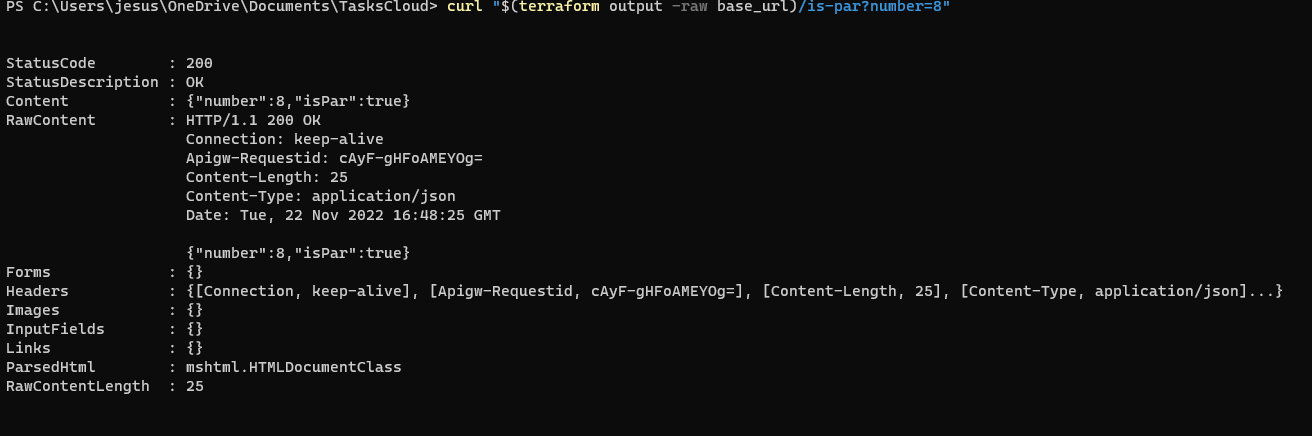 PS C:\Users\jesus\OneDrive\Documents\TasksCloud> curl "$(terraform output -raw base_url)/is-par?number=8"
StatusCode        : 200
StatusDescription : OK
Content           : {"number":8,"isPar":true}
RawContent        : HTTP/1.1 200 OK
                    Connection: keep-alive
                    Apigw-Requestid: cAyF-gHFoAMEYOg=
                    Content-Length: 25
                    Content-Type: application/json
                    Date: Tue, 22 Nov 2022 16:48:25 GMT

                    {"number":8,"isPar":true}
Forms             : {}
Headers           : {[Connection, keep-alive], [Apigw-Requestid, cAyF-gHFoAMEYOg=], [Content-Length, 25], [Content-Type, application/json]...}
Images            : {}
InputFields       : {}
Links             : {}
ParsedHtml        : mshtml.HTMLDocumentClass
RawContentLength  : 25